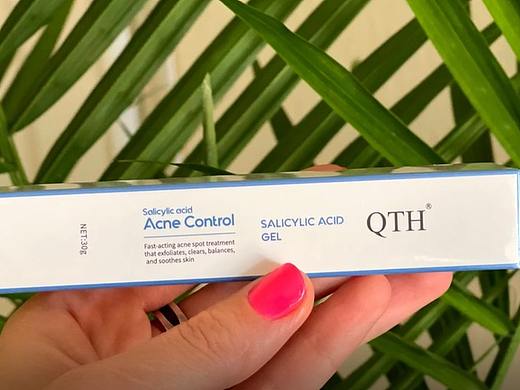 NET:30g
Salicylic acid
Acne Control
Fast-acting acne spot treatment
that exfoliates, clears, balances,
and soothes skin
SALICYLIC ACID
GEL
QTH®